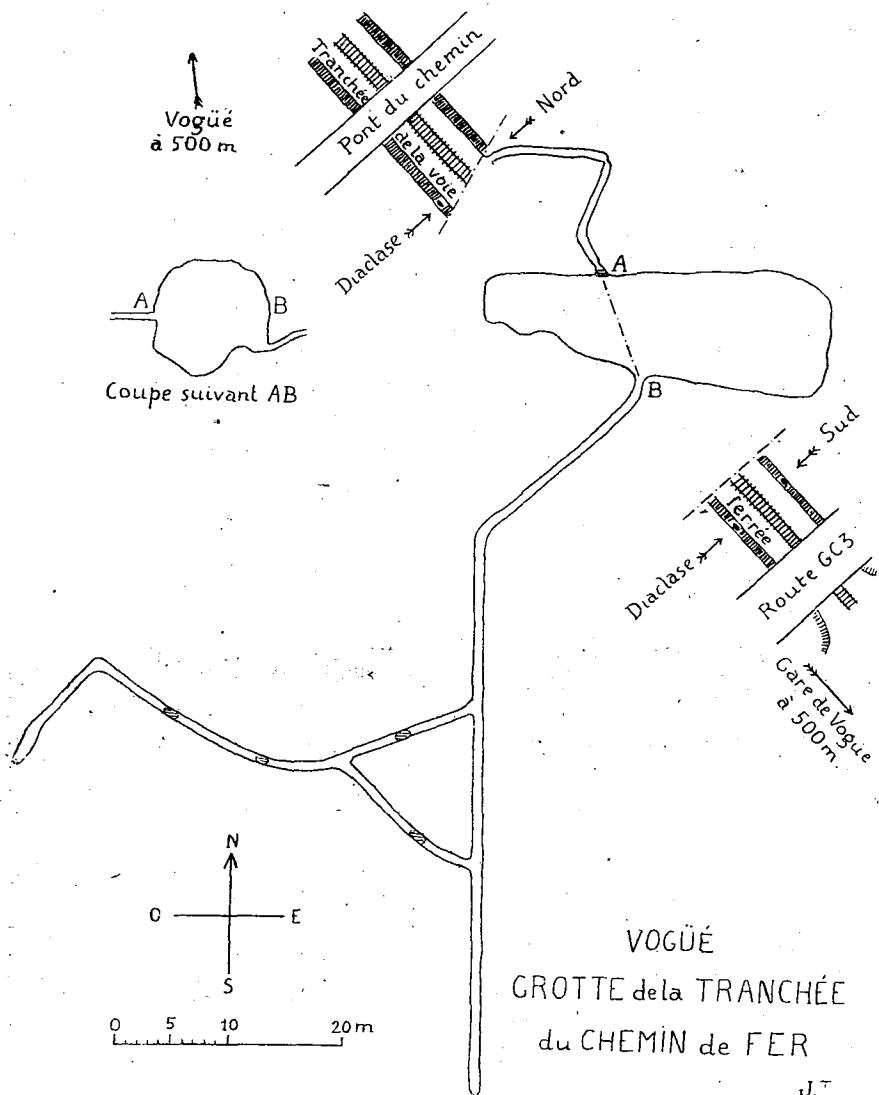 Vogüé
à 500 m
Tranchée
Pont du chemin
de la voie
Nord
Diaclase
A
A
B
Coupe suivant AB
B
Sud
ferrée
Diaclase
Route GC3
Gare de Vogüe
à 500 m
N
O
E
S
0 5 10 20 m
VOGÜÉ
GROTTE de la TRANCHÉE
du CHEMIN de FER
J.T